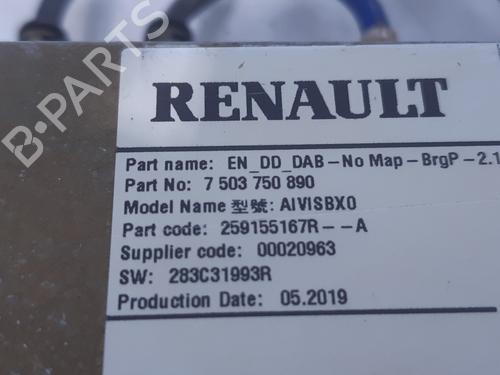 RENAULT
Part name: EN_DD_DAB-No Map-BrgP-2.1
Part No: 7 503 750 890
Model Name 型號: AIVISBX0
Part code: 259155167R--A
Supplier code: 00020963
SW: 283C31993R
Production Date: 05.2019
B-PARTS